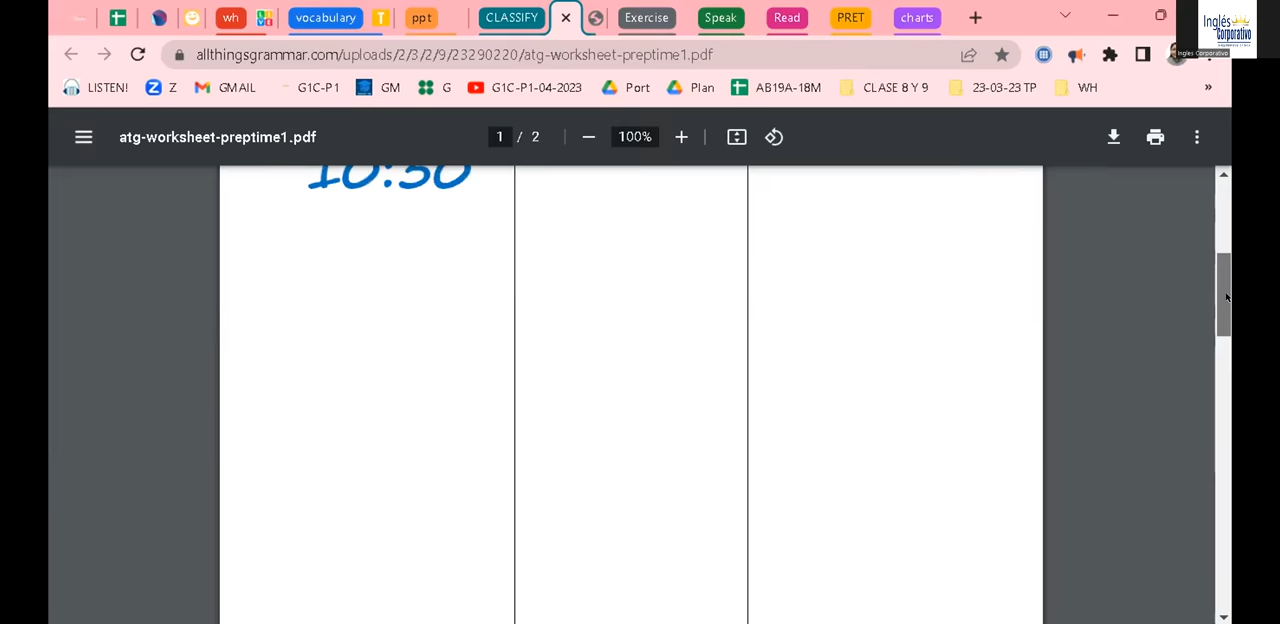 wh vocabulary T ppt CLASSIFY Exercise Speak Read PRET charts
Inglés
Corporativo
Inglés Corporativo
allthingsgrammar.com/uploads/2/3/2/9/23290220/atg-worksheet-preptime1.pdf
LISTEN! Z GMAIL G1C-P1 GM G G1C-P1-04-2023 Port Plan AB19A-18M CLASE 8 Y 9 23-03-23 TP WH »
atg-worksheet-preptime1.pdf 1 / 2 100%
10:30